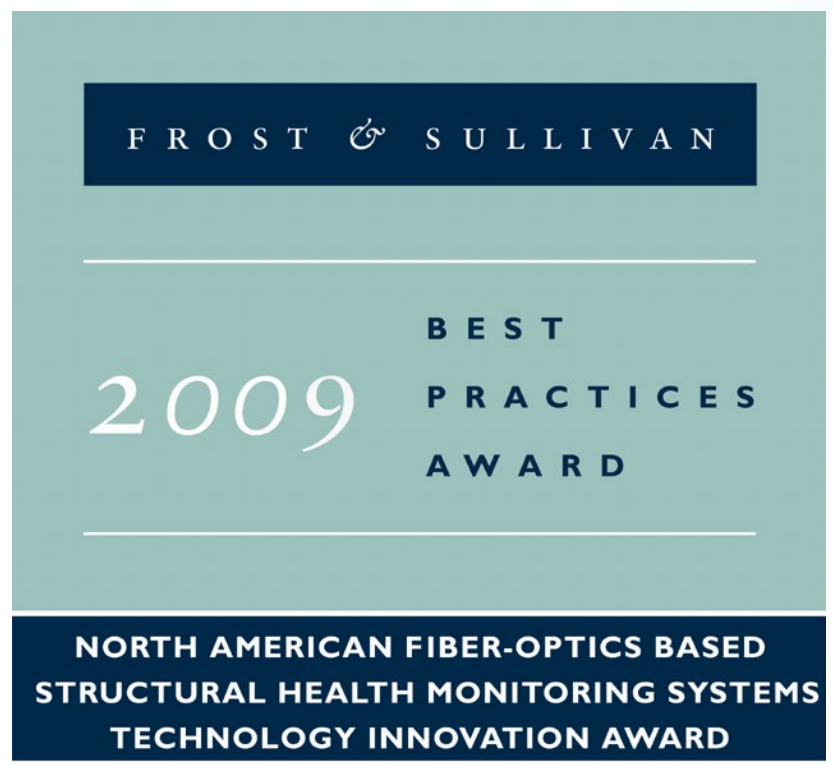 FROST & SULLIVAN
2009
BEST
PRACTICES
AWARD
NORTH AMERICAN FIBER-OPTICS BASED
STRUCTURAL HEALTH MONITORING SYSTEMS
TECHNOLOGY INNOVATION AWARD